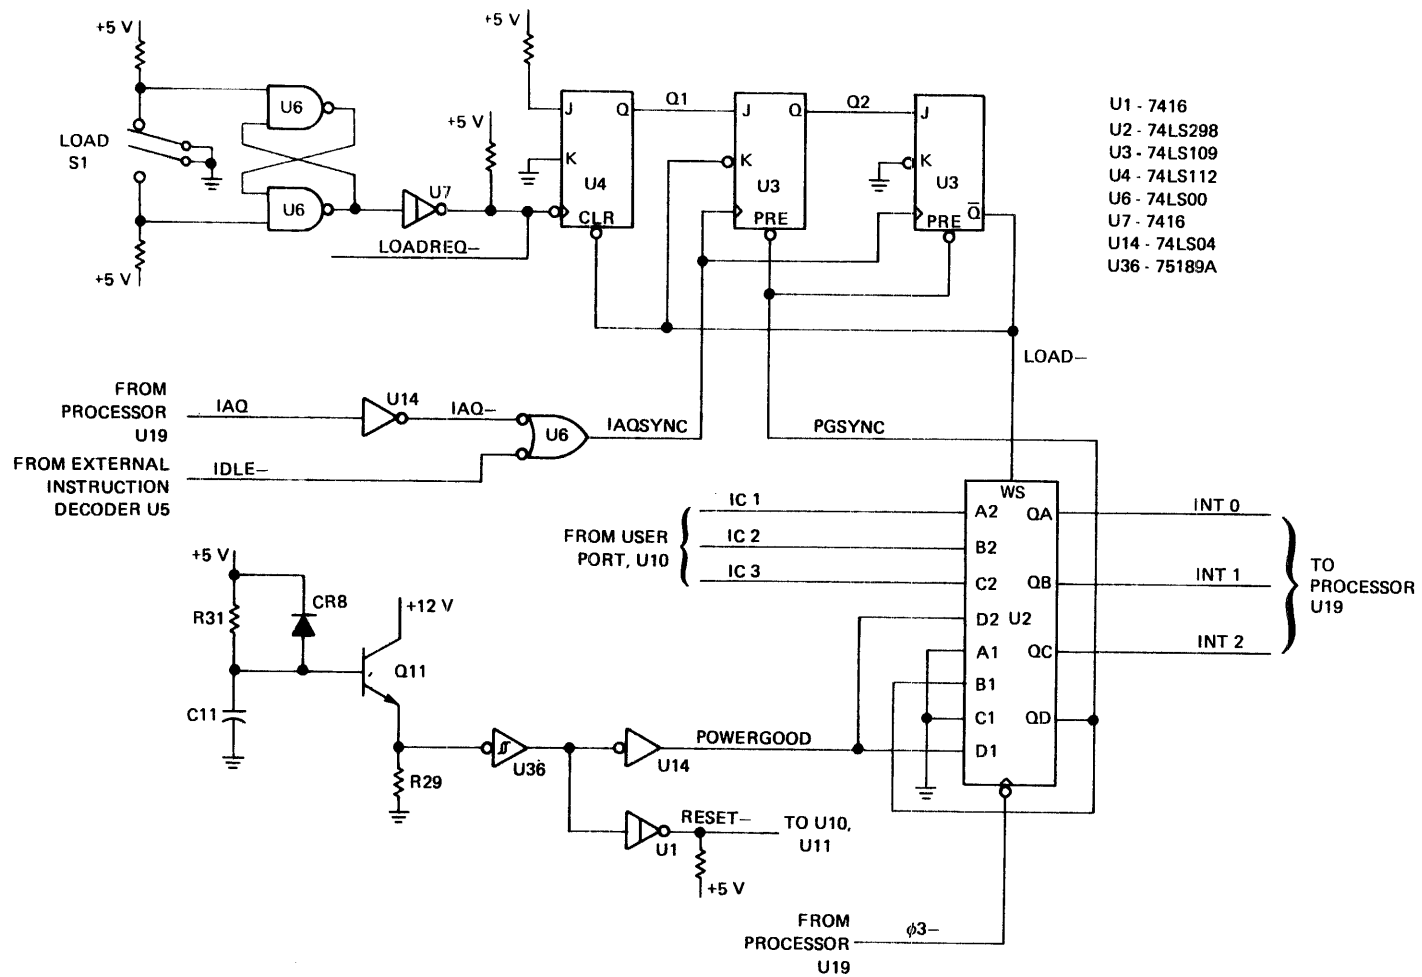 +5 V
+5 V
U6
J
Q
Q1
J
Q
Q2
J
U1 - 7416
U2 - 74LS298
U3 - 74LS109
U4 - 74LS112
U6 - 74LS00
U7 - 7416
U14 - 74LS04
U36 - 75189A
+5 V
LOAD
S1
K
U4
K
U3
K
U3
U6
U7
CLR
PRE
PRE
Q̅
LOADREQ–
+5 V
LOAD–
FROM
PROCESSOR
U19
IAQ
U14
IAQ–
U6
IAQSYNC
PGSYNC
FROM EXTERNAL
INSTRUCTION
DECODER U5
IDLE–
WS
FROM USER
PORT, U10
IC 1
IC 2
IC 3
A2
B2
C2
D2
A1
B1
C1
D1
U2
QA
QB
QC
QD
INT 0
INT 1
INT 2
TO
PROCESSOR
U19
+5 V
R31
CR8
+12 V
Q11
C11
R29
U36
U14
POWERGOOD
U1
RESET–
TO U10,
U11
+5 V
FROM
PROCESSOR
U19
ϕ3–